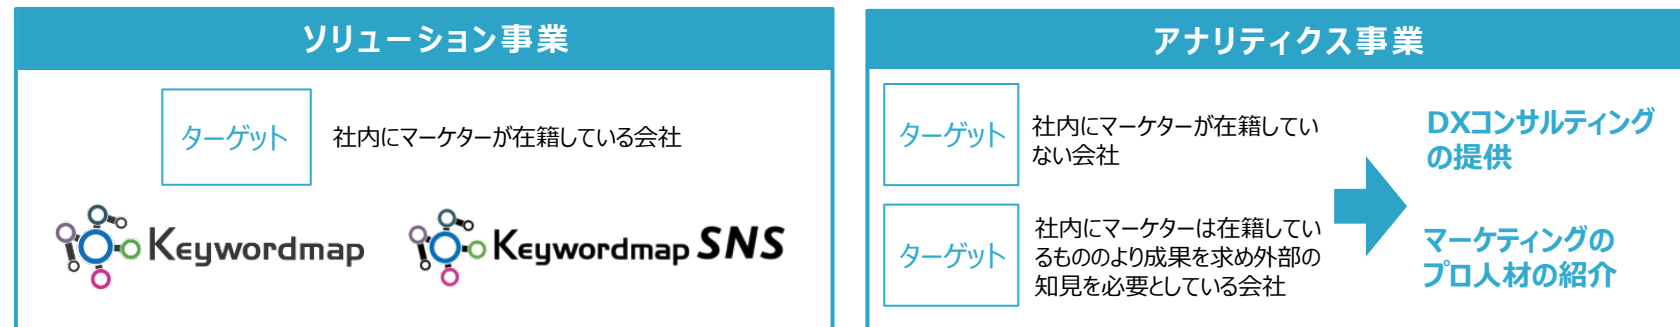 ソリューション事業
ターゲット
社内にマーケターが在籍している会社
Keywordmap
Keywordmap SNS
アナリティクス事業
ターゲット
社内にマーケターが在籍してい
ない会社
ターゲット
社内にマーケターは在籍してい
るもののより成果を求め外部の
知見を必要としている会社
DXコンサルティング
の提供
マーケティングの
プロ人材の紹介